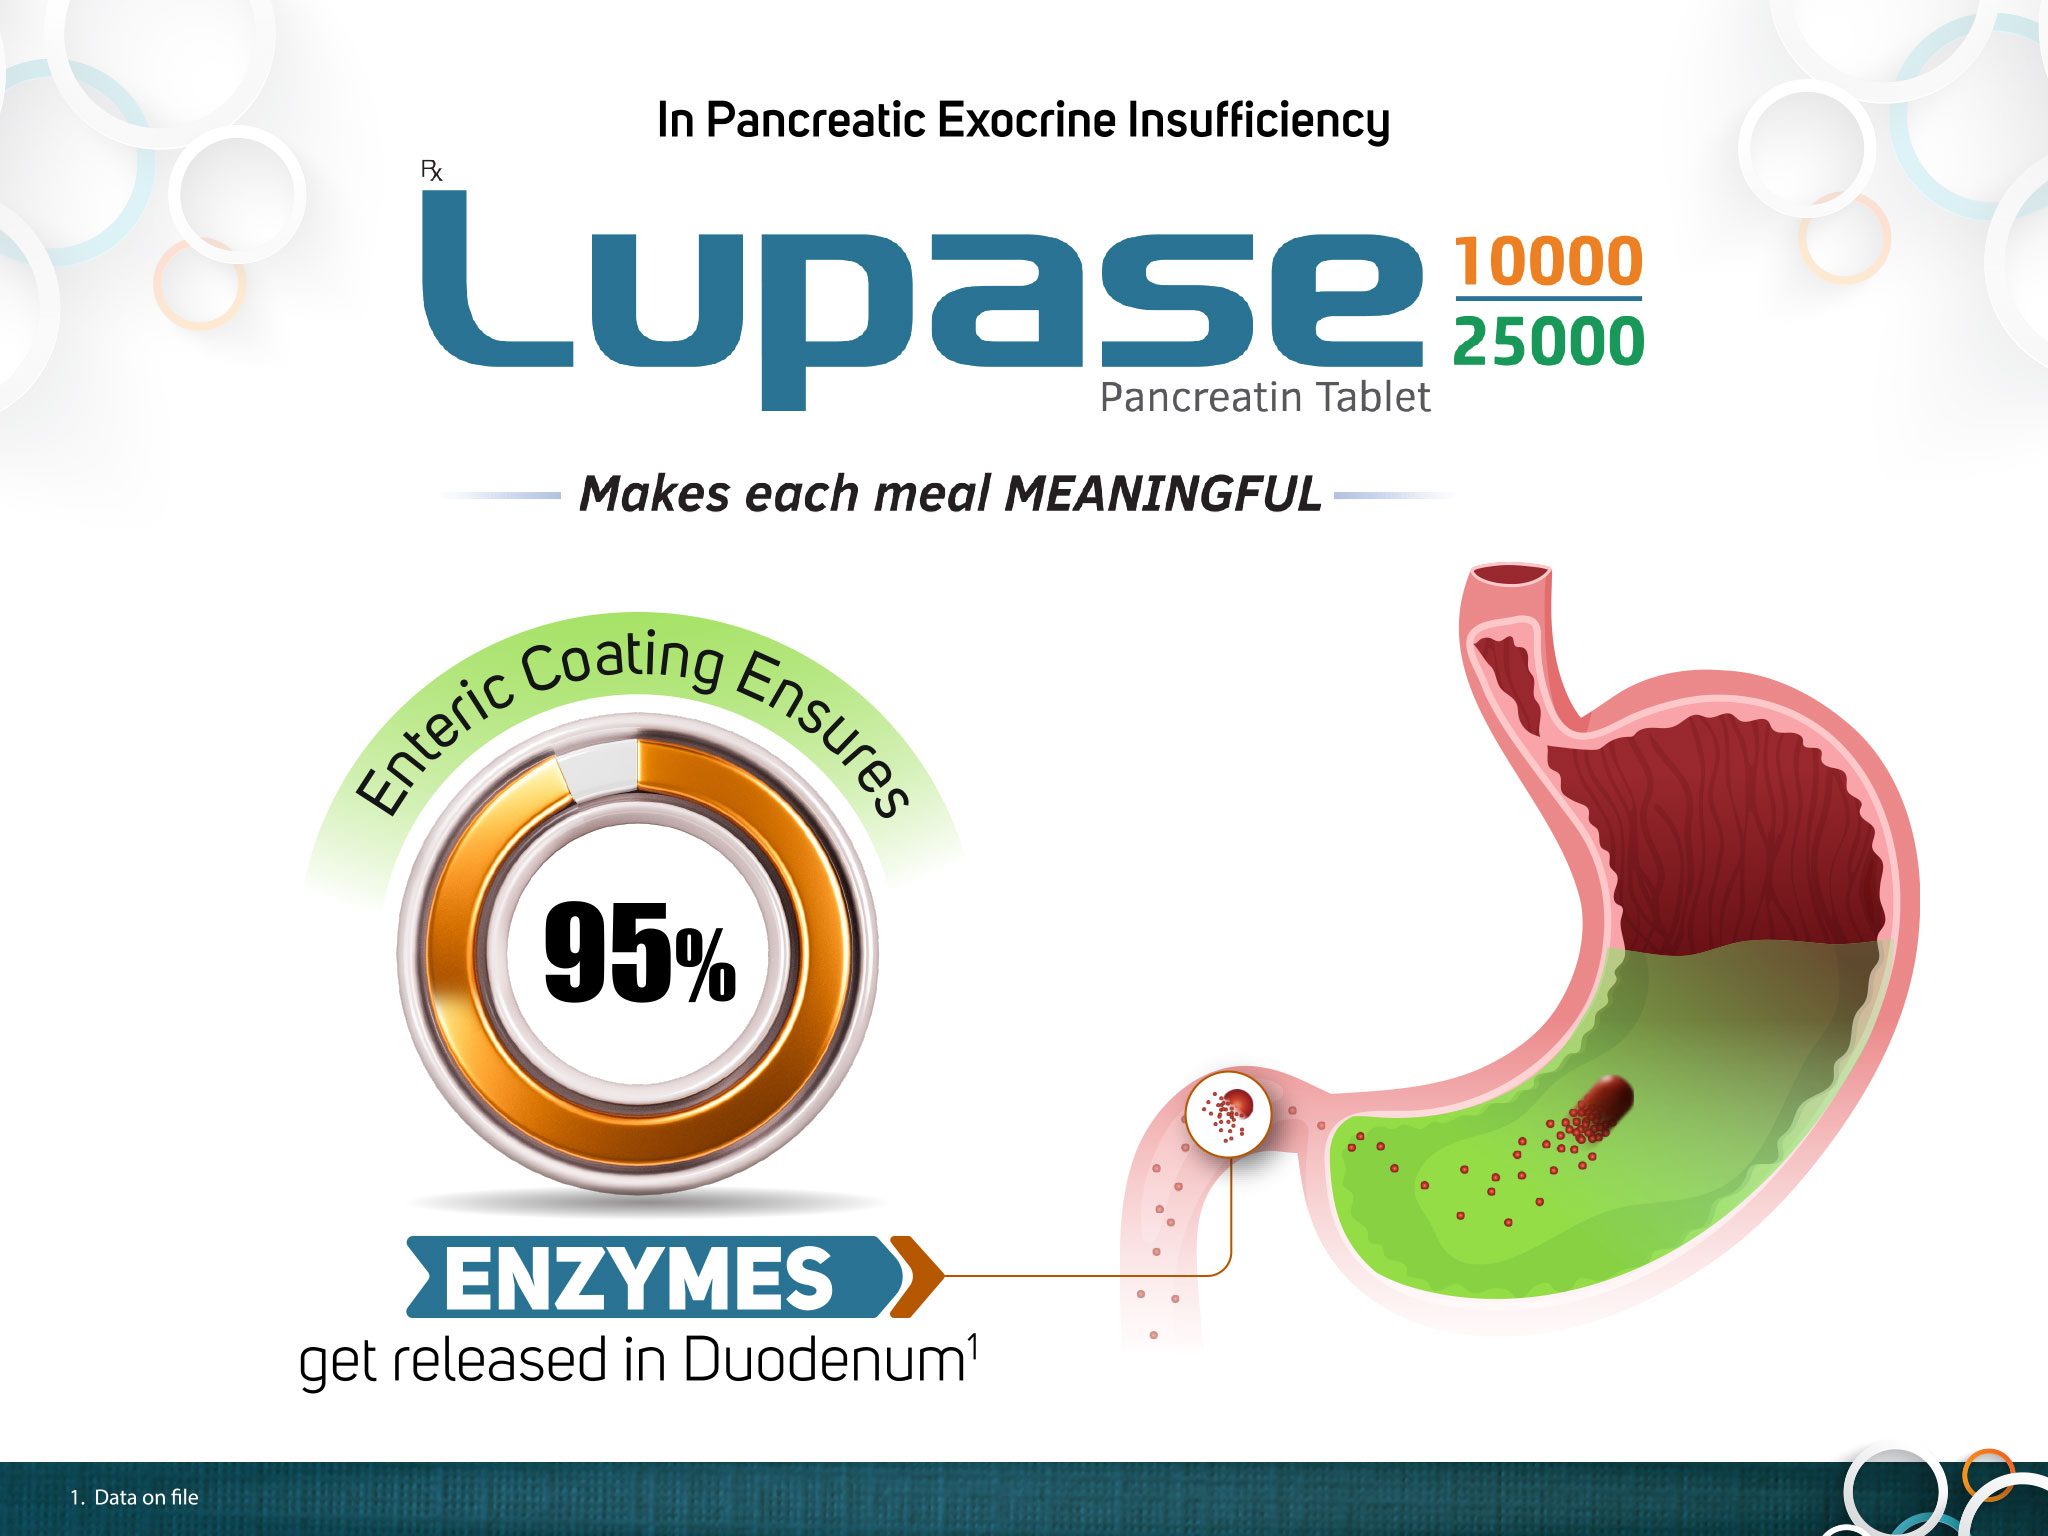 In Pancreatic Exocrine Insufficiency
Rx
Lupase
10000
25000
Pancreatin Tablet
Makes each meal MEANINGFUL
Enteric Coating Ensures
95%
ENZYMES
get released in Duodenum¹
1. Data on file